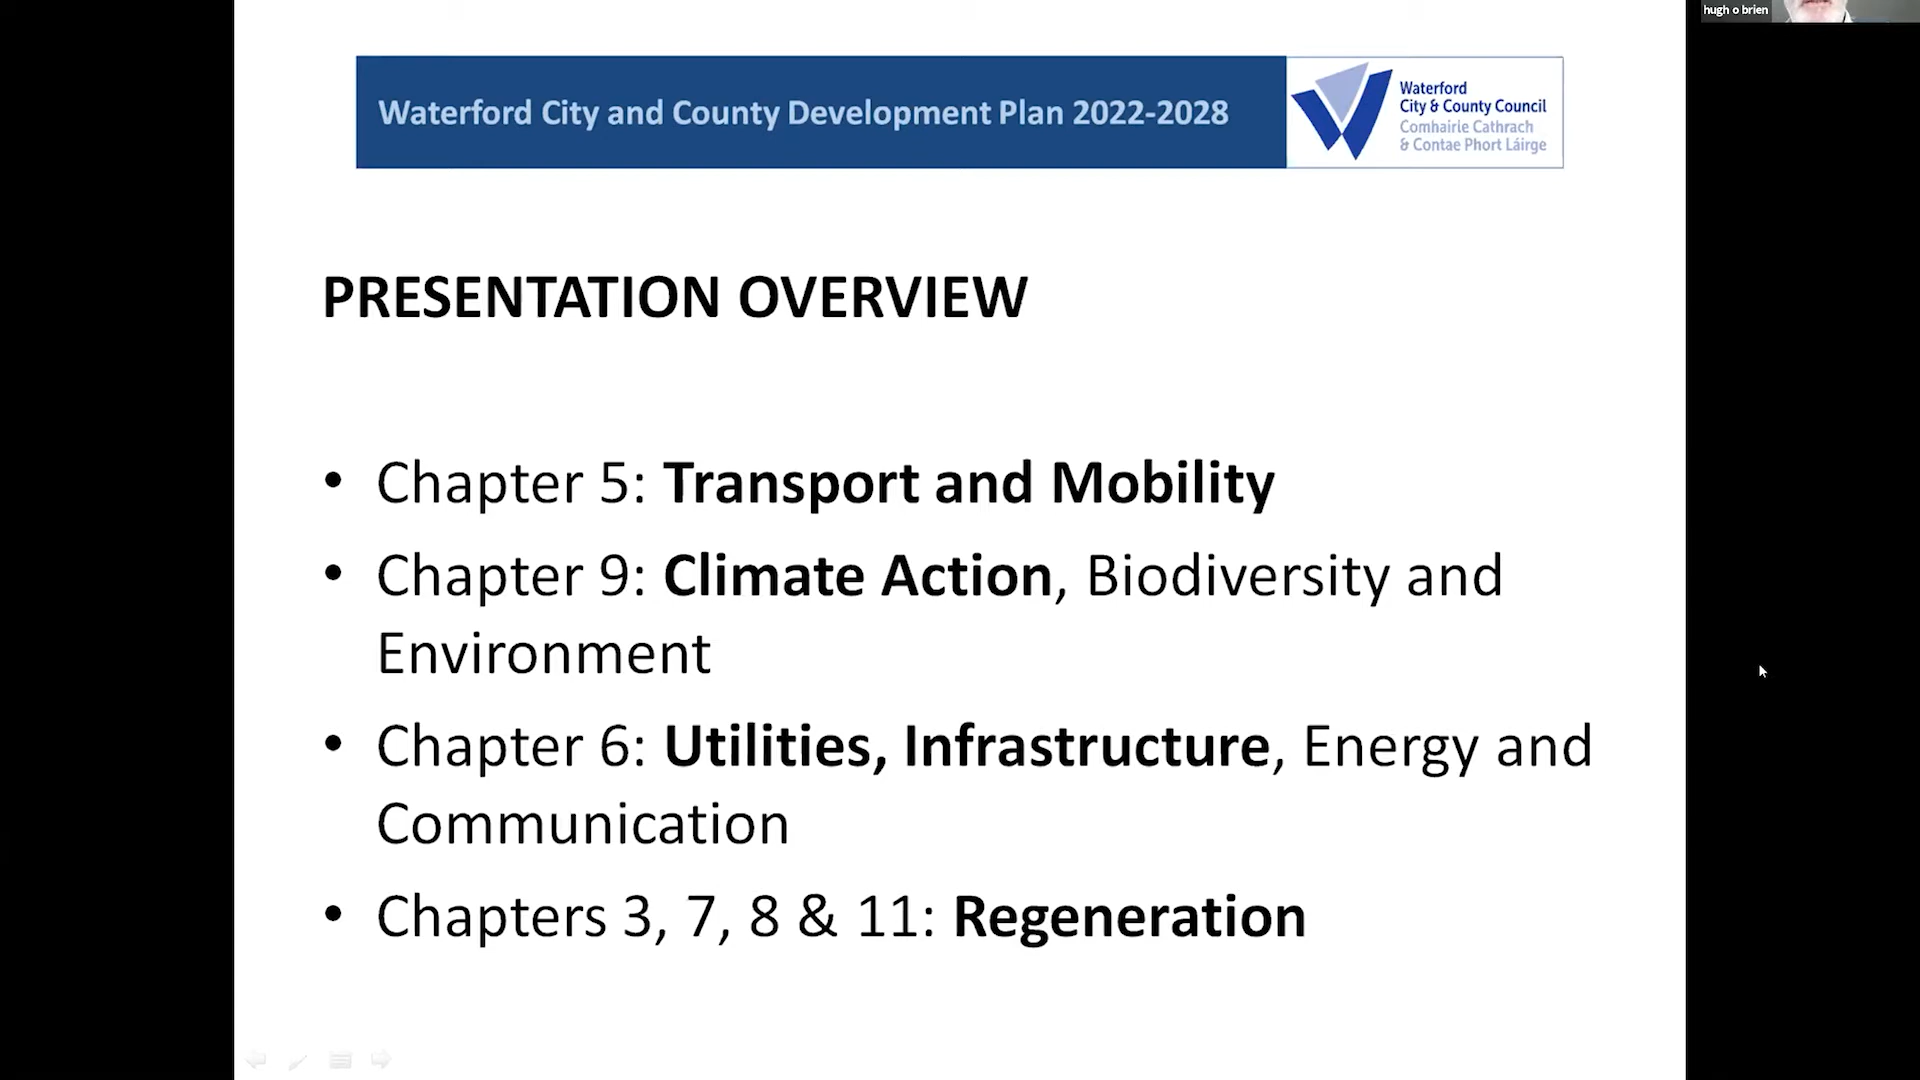 hugh o brien
Waterford City and County Development Plan 2022-2028
Waterford
City & County Council
Comhairle Cathrach
& Contae Phort Láirge
PRESENTATION OVERVIEW
• Chapter 5: Transport and Mobility
• Chapter 9: Climate Action, Biodiversity and
Environment
• Chapter 6: Utilities, Infrastructure, Energy and
Communication
• Chapters 3, 7, 8 & 11: Regeneration